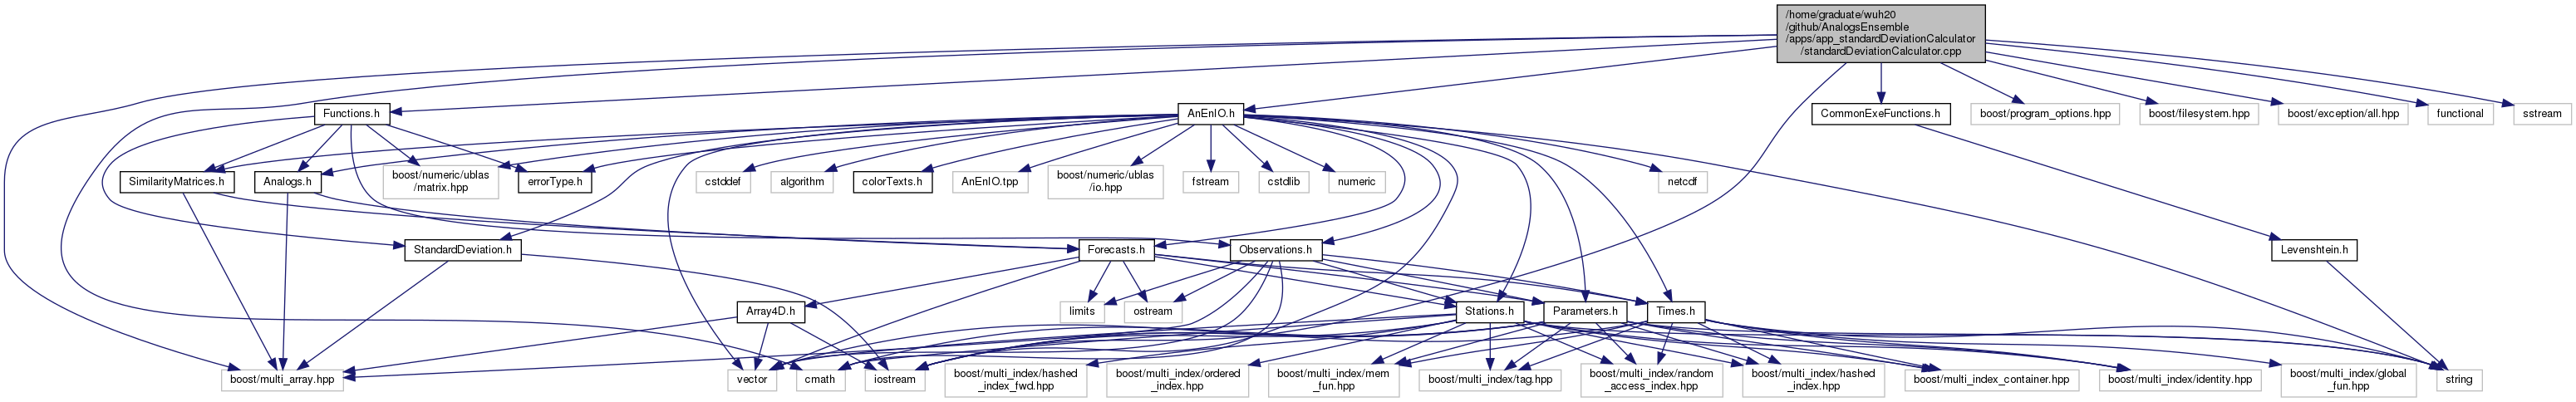 /home/graduate/wuh20
/github/AnalogsEnsemble
/apps/app_standardDeviationCalculator
/standardDeviationCalculator.cpp
Functions.h
AnEnIO.h
CommonExeFunctions.h
boost/program_options.hpp
boost/filesystem.hpp
boost/exception/all.hpp
functional
sstream
SimilarityMatrices.h
Analogs.h
boost/numeric/ublas
/matrix.hpp
errorType.h
cstddef
algorithm
colorTexts.h
AnEnIO.tpp
boost/numeric/ublas
/io.hpp
fstream
cstdlib
numeric
netcdf
StandardDeviation.h
Forecasts.h
Observations.h
Levenshtein.h
Array4D.h
limits
ostream
Stations.h
Parameters.h
Times.h
boost/multi_array.hpp
vector
cmath
iostream
boost/multi_index/hashed
_index_fwd.hpp
boost/multi_index/ordered
_index.hpp
boost/multi_index/mem
_fun.hpp
boost/multi_index/tag.hpp
boost/multi_index/random
_access_index.hpp
boost/multi_index/hashed
_index.hpp
boost/multi_index_container.hpp
boost/multi_index/identity.hpp
boost/multi_index/global
_fun.hpp
string